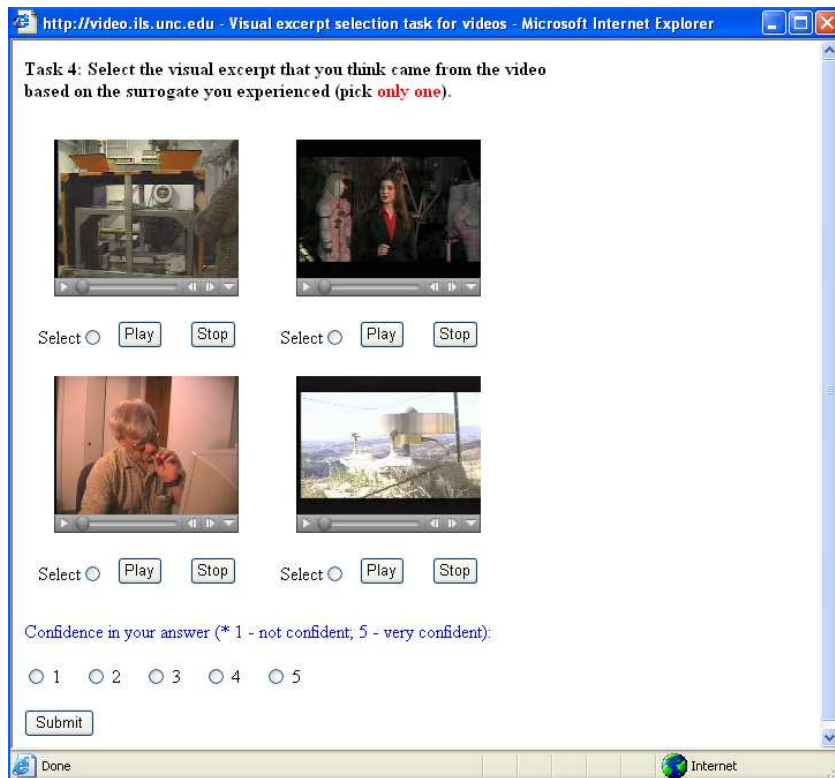 http://video.ils.unc.edu - Visual excerpt selection task for videos - Microsoft Internet Explorer
Task 4: Select the visual excerpt that you think came from the video
based on the surrogate you experienced (pick only one).
Select Play Stop Select Play Stop
Select Play Stop Select Play Stop
Confidence in your answer (* 1 - not confident; 5 - very confident):
1 2 3 4 5
Submit
Done Internet